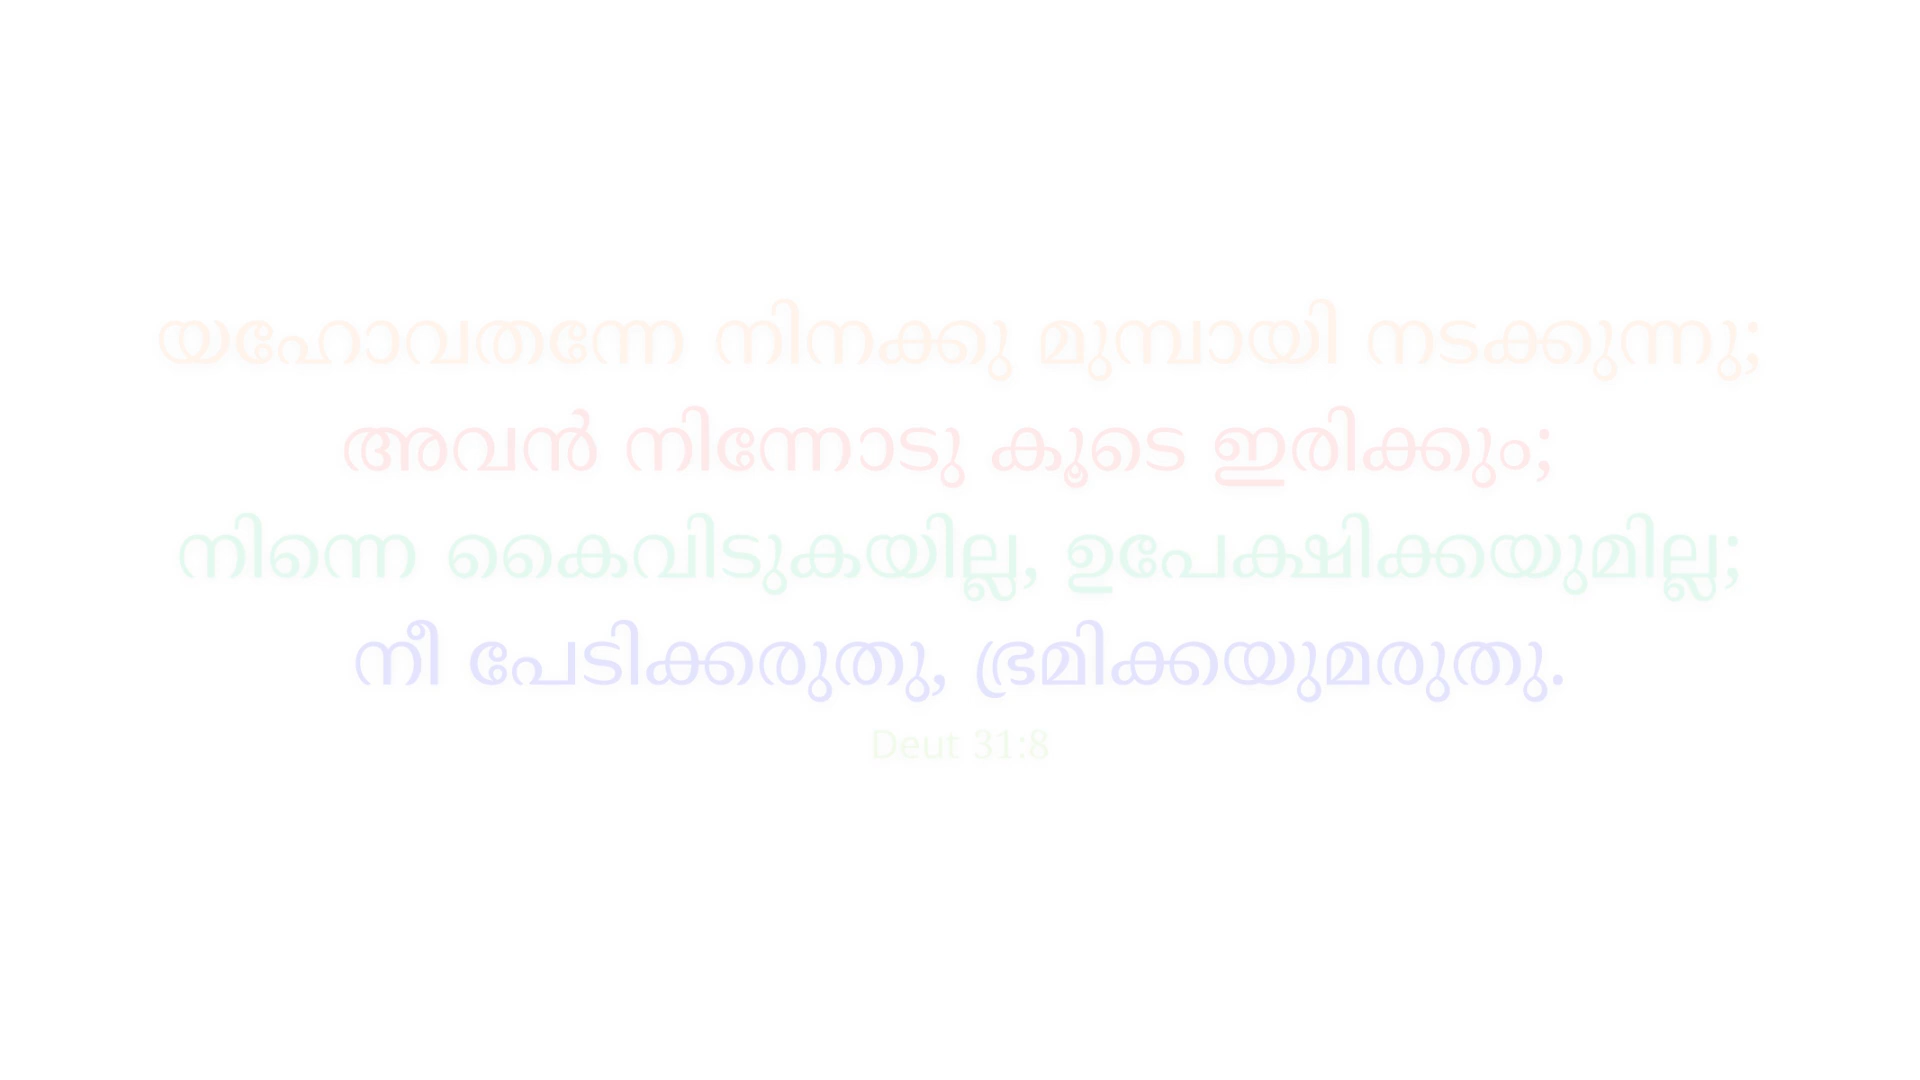 യഹോവതന്നേ നിനക്കു മുമ്പായി നടക്കുന്നു;
അവൻ നിന്നോടു കൂടെ ഇരിക്കും;
നിന്നെ കൈവിടുകയില്ല, ഉപേക്ഷിക്കയുമില്ല;
നീ പേടിക്കരുതു, ഭ്രമിക്കയുമരുതു.
Deut 31:8